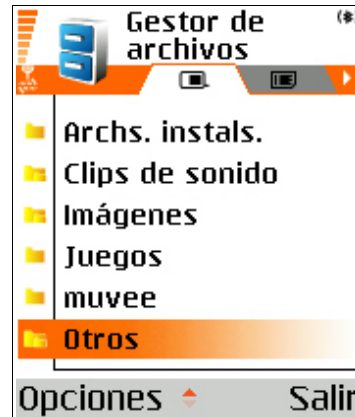 Gestor de
archivos
Archs. instals.
Clips de sonido
Imágenes
Juegos
muvee
Otros
Opciones Salir